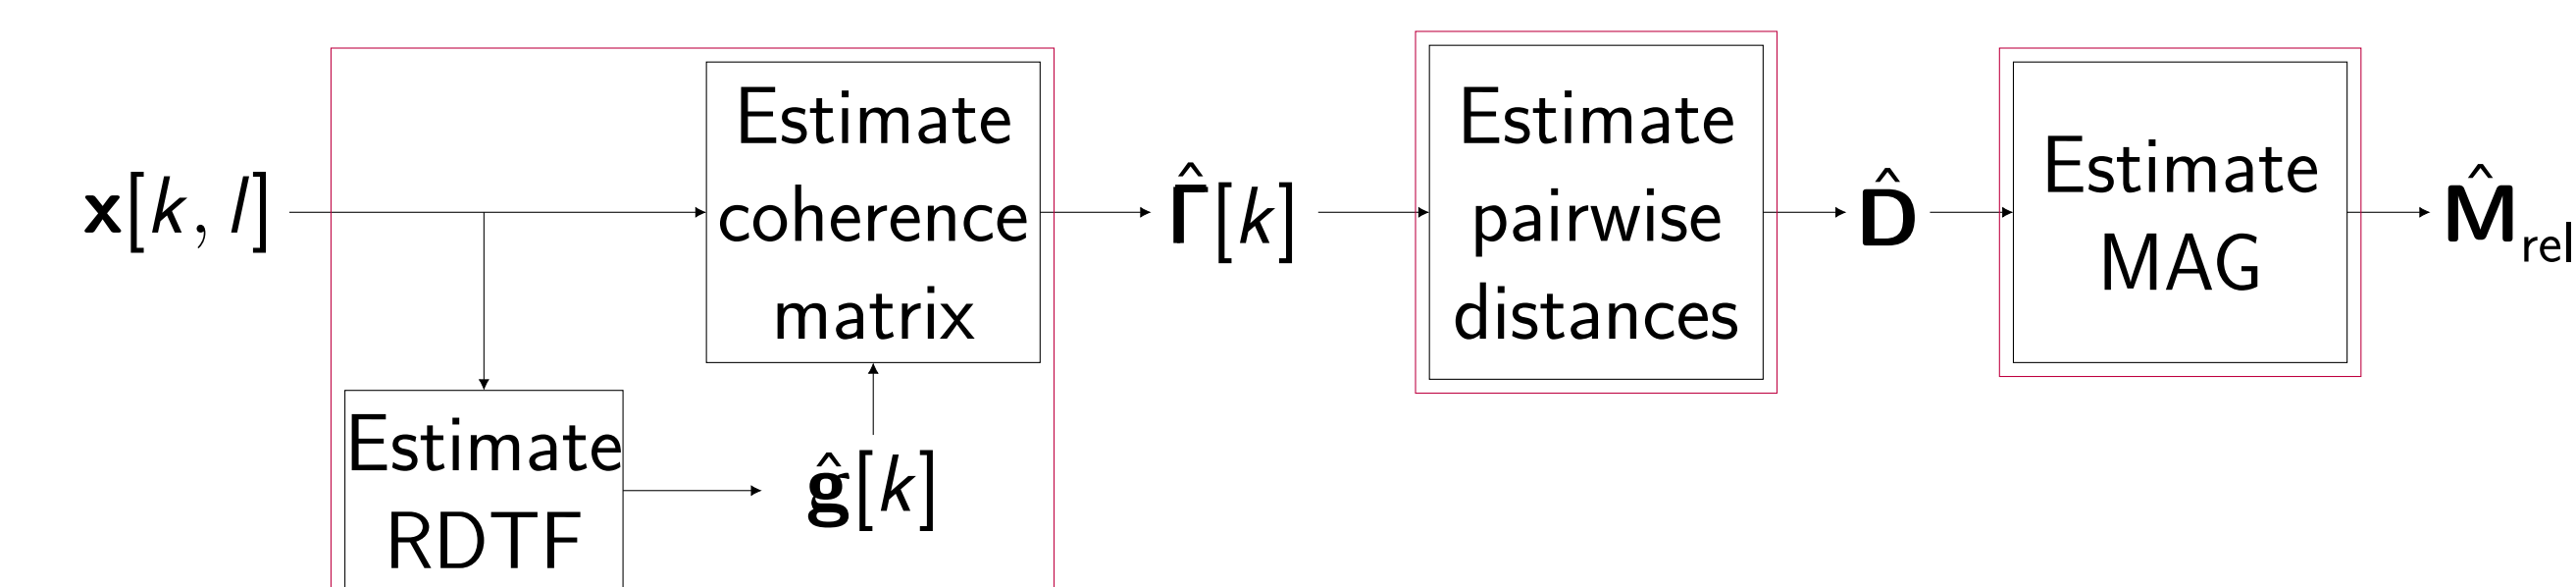 x[k, l]
Estimate
coherence
matrix
Γ̂[k]
Estimate
pairwise
distances
D̂
Estimate
MAG
M̂rel
Estimate
RDTF
ĝ[k]